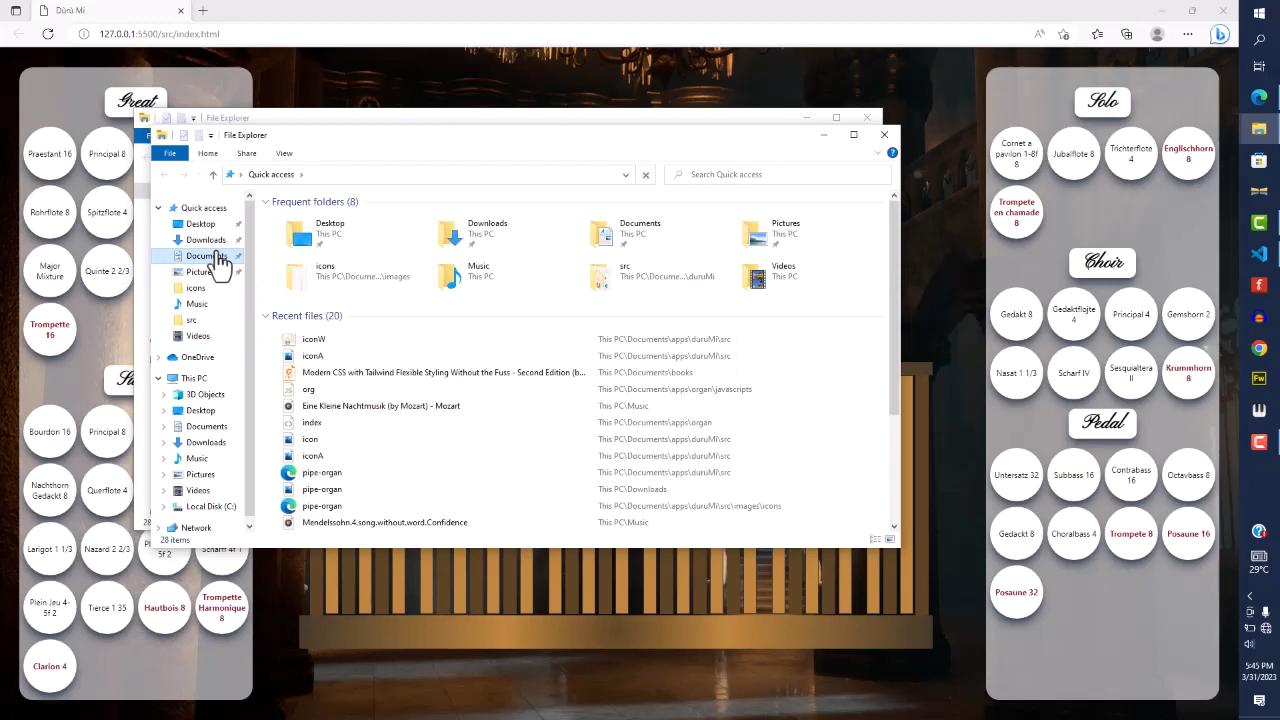 Dùrù Mi
127.0.0.1:5500/src/index.html
Great
Praestant 16
Principal 8
Rohrflote 8
Spitzflote 4
Major Mixture
Quinte 2 2/3
Trompette 16
Bourdon 16
Principal 8
Nachthorn Gedackt 8
Querflote 4
Larigot 1 1/3
Nazard 2 2/3
5f 2
Scharff 4f 1
Plein Jeu 4-5f 2
Tierce 1 35
Hautbois 8
Trompette Harmonique 8
Clarion 4
File Explorer
File Explorer
File
Home
Share
View
Quick access
Search Quick access
Quick access
Desktop
Downloads
Documents
Pictures
icons
Music
src
Videos
OneDrive
This PC
3D Objects
Desktop
Documents
Downloads
Music
Pictures
Videos
Local Disk (C:)
Network
28 items
Frequent folders (8)
Desktop
This PC
Downloads
This PC
Documents
This PC
Pictures
This PC
icons
This PC\Docume...\images
Music
This PC
src
This PC\Docume...\duruMi
Videos
This PC
Recent files (20)
iconW This PC\Documents\apps\duruMi\src
iconA This PC\Documents\apps\duruMi\src
Modern CSS with Tailwind Flexible Styling Without the Fuss - Second Edition (b... This PC\Documents\books
org This PC\Documents\apps\organ\javascripts
Eine Kleine Nachtmusik (by Mozart) - Mozart This PC\Music
index This PC\Documents\apps\organ
icon This PC\Documents\apps\duruMi\src
iconA This PC\Documents\apps\duruMi\src
pipe-organ This PC\Documents\apps\duruMi\src
pipe-organ This PC\Downloads
pipe-organ This PC\Documents\apps\duruMi\src\images\icons
Mendelssohn.4.song.without.word.Confidence This PC\Music
Solo
Cornet a pavilon 1-8f 8
Jubalflote 8
Trichterflote 4
Englischhorn 8
Trompete en chamade 8
Choir
Gedakt 8
Gedaktflojte 4
Principal 4
Gemshorn 2
Nasat 1 1/3
Scharf IV
Sesquialtera II
Krummhorn 8
Pedal
Untersatz 32
Subbass 16
Contrabass 16
Octavbass 8
Gedackt 8
Choralbass 4
Trompete 8
Posaune 16
Posaune 32
29°C
5:45 PM
3/31/2023